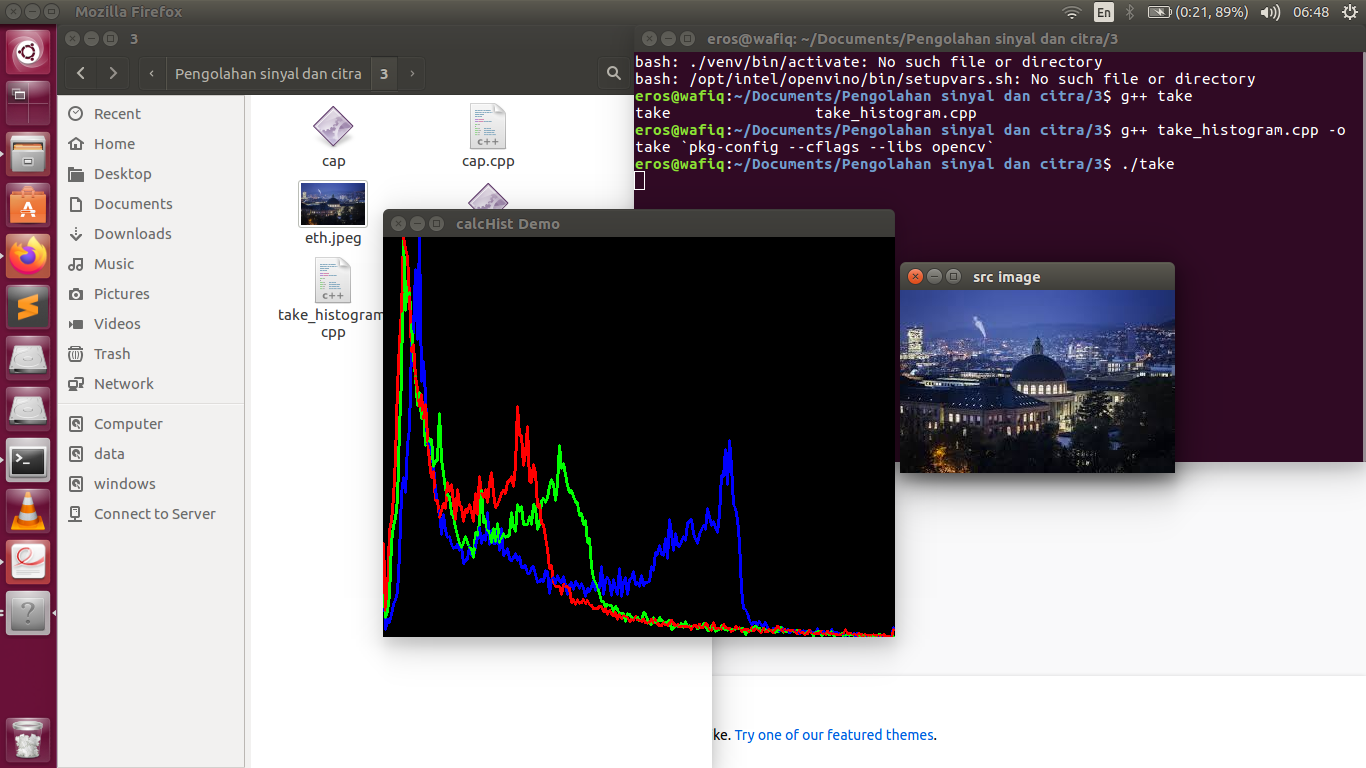 Mozilla Firefox
En
(0:21, 89%)
06:48
3
Pengolahan sinyal dan citra
3
Recent
Home
Desktop
Documents
Downloads
Music
Pictures
Videos
Trash
Network
Computer
data
windows
Connect to Server
cap
cap.cpp
eth.jpeg
take_histogram.
cpp
eros@wafiq: ~/Documents/Pengolahan sinyal dan citra/3
bash: ./venv/bin/activate: No such file or directory
bash: /opt/intel/openvino/bin/setupvars.sh: No such file or directory
eros@wafiq:~/Documents/Pengolahan sinyal dan citra/3$ g++ take
take take_histogram.cpp
eros@wafiq:~/Documents/Pengolahan sinyal dan citra/3$ g++ take_histogram.cpp -o
take `pkg-config --cflags --libs opencv`
eros@wafiq:~/Documents/Pengolahan sinyal dan citra/3$ ./take
calcHist Demo
src image
ke. Try one of our featured themes.